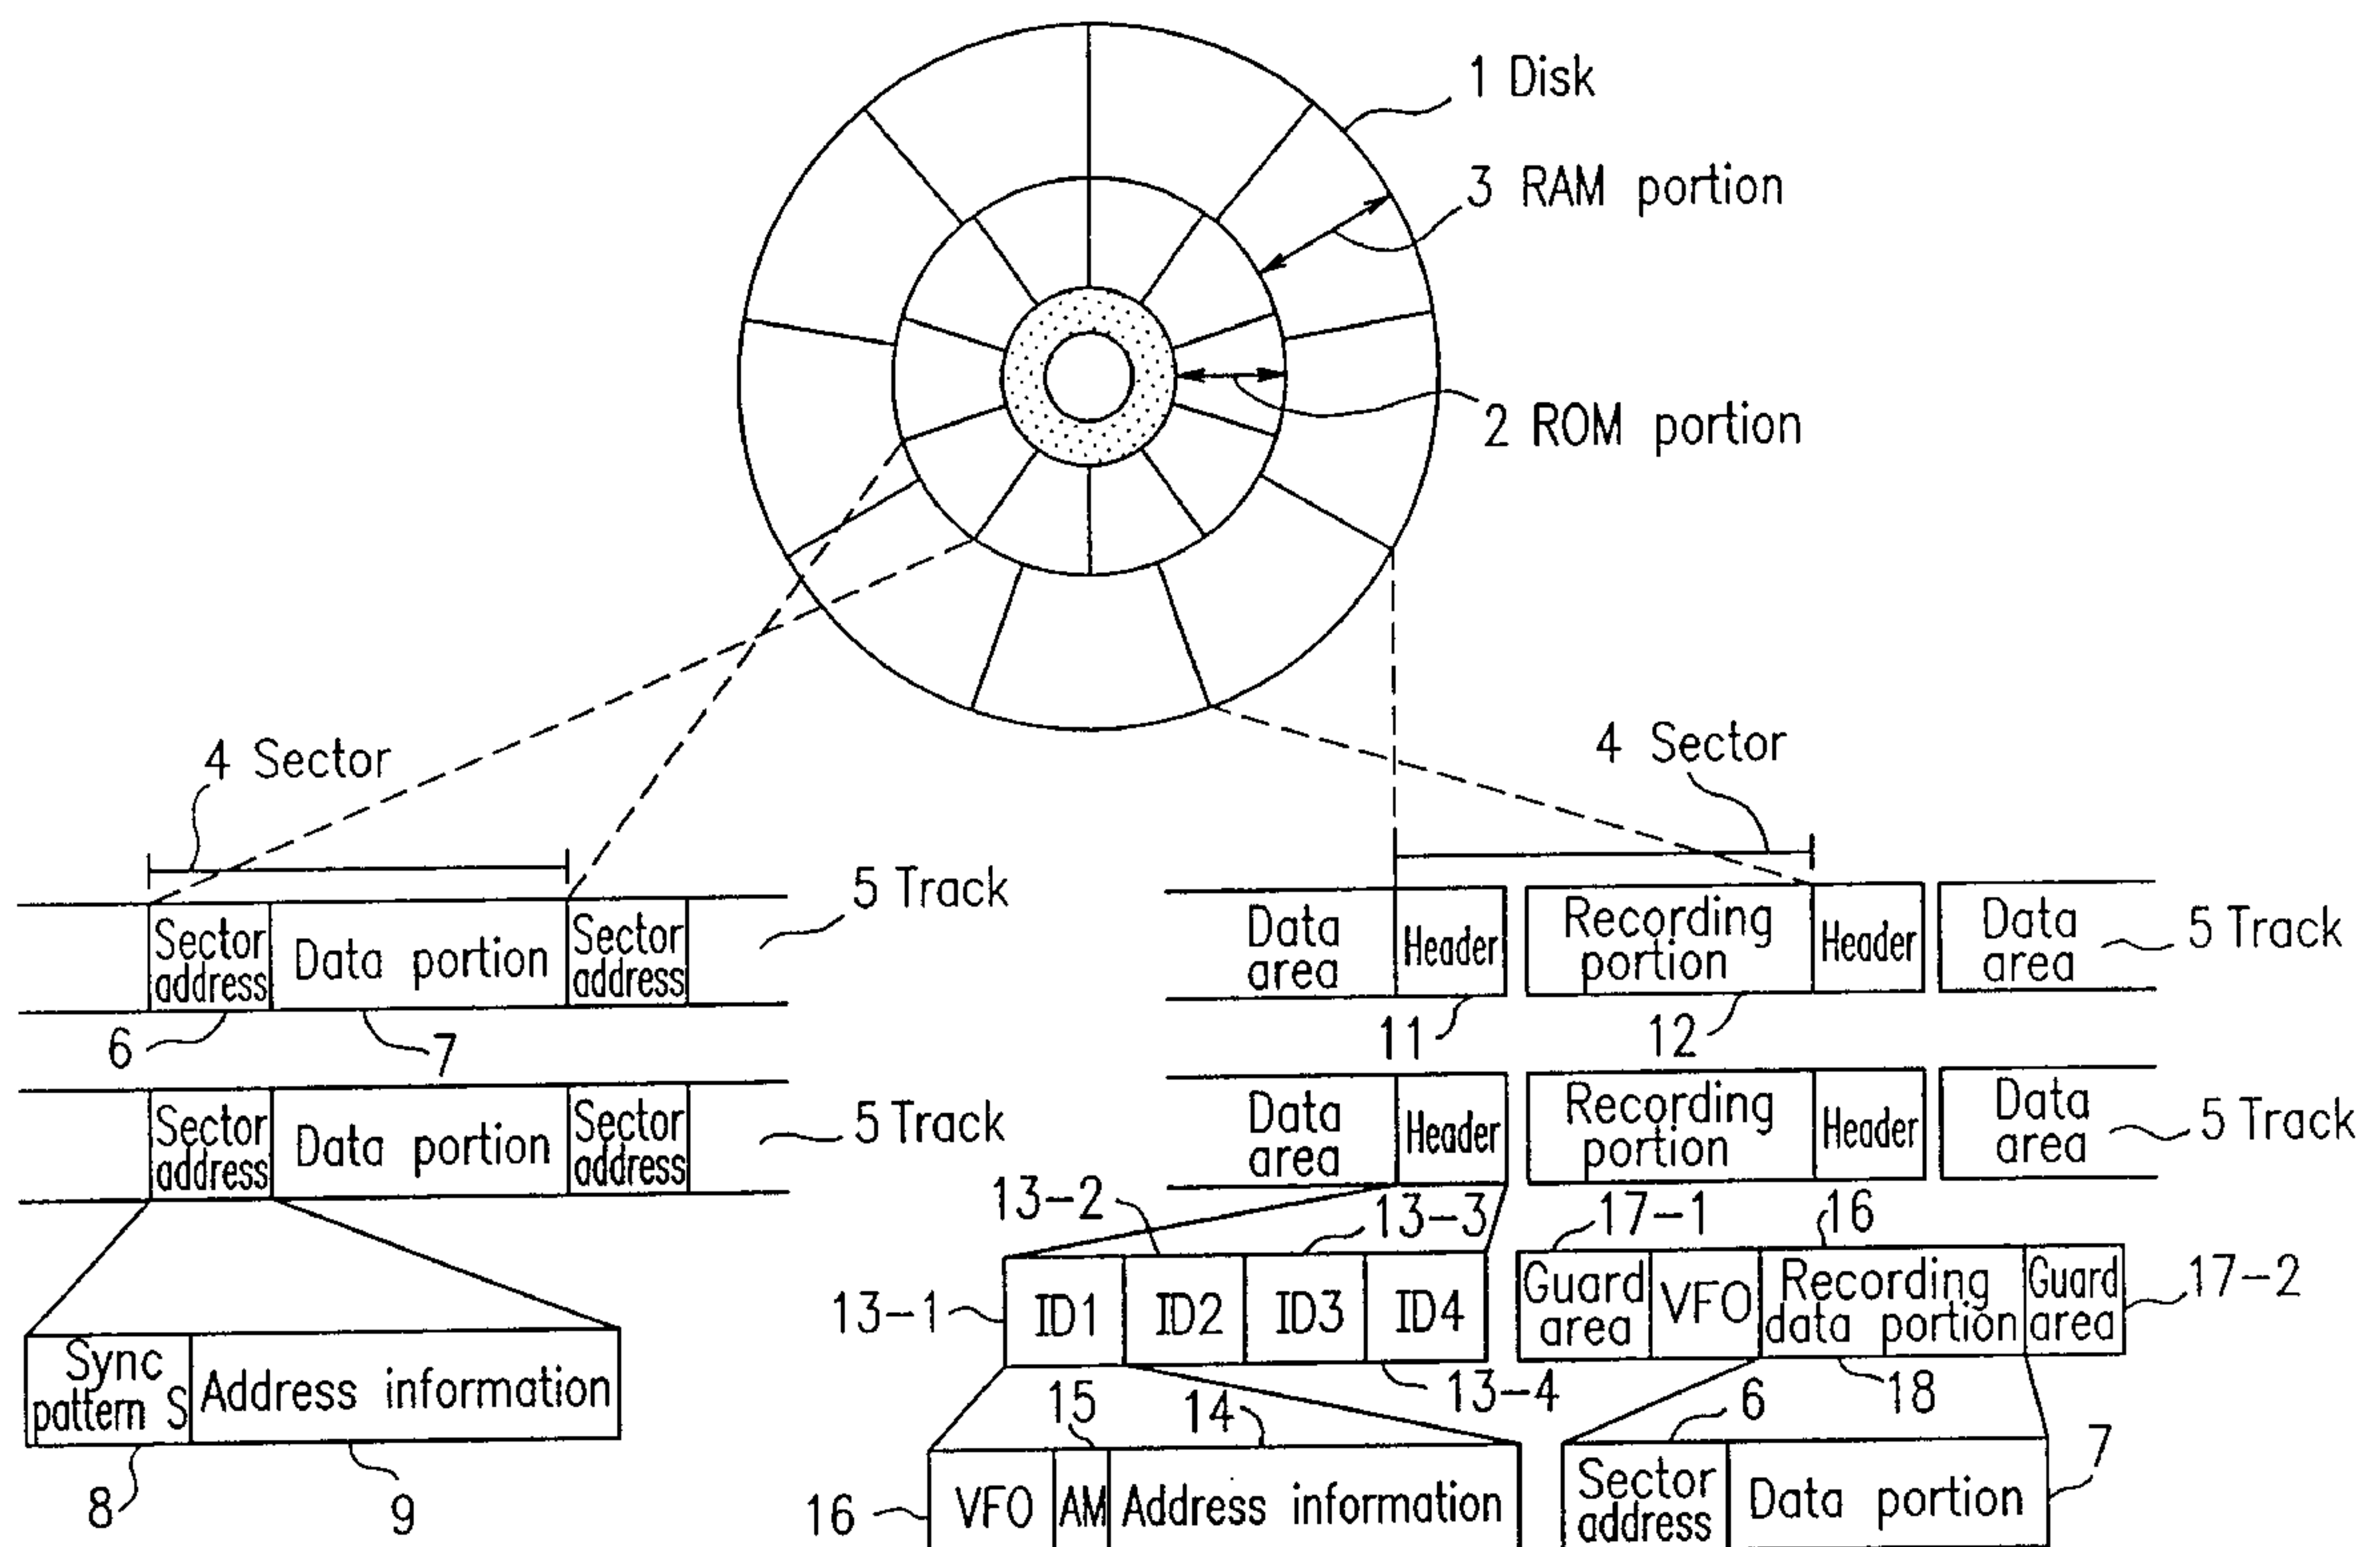 1 Disk
3 RAM portion
2 ROM portion
4 Sector
4 Sector
Sector address
Data portion
Sector address
5 Track
6
7
Sector address
Data portion
Sector address
5 Track
Sync pattern S
Address information
8
9
Data area
Header
Recording portion
Header
Data area
5 Track
11
12
Data area
Header
Recording portion
Header
Data area
5 Track
13-2
13-3
17-1
16
13-1
ID1
ID2
ID3
ID4
Guard area
VFO
Recording data portion
Guard area
17-2
13-4
18
15
14
6
7
16
VFO
AM
Address information
Sector address
Data portion